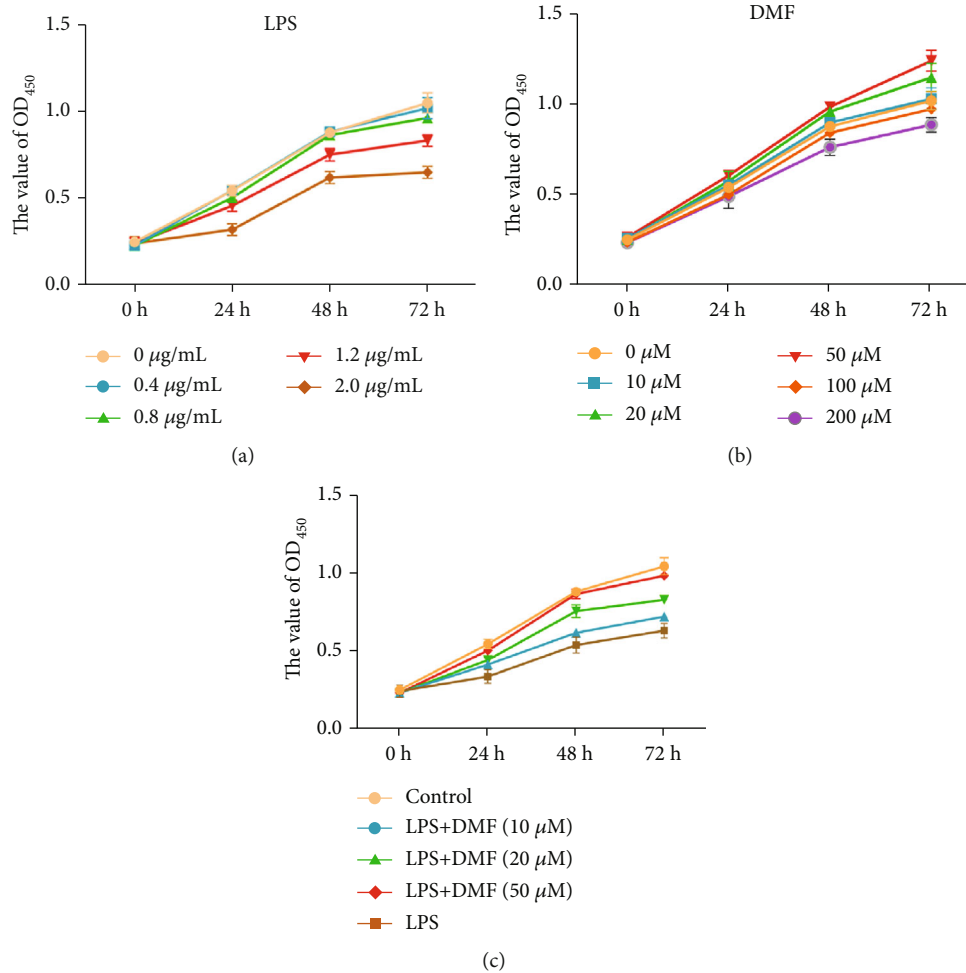 LPS
The value of OD450
1.5
1.0
0.5
0.0
0 h 24 h 48 h 72 h
0 μg/mL
0.4 μg/mL
0.8 μg/mL
1.2 μg/mL
2.0 μg/mL
(a)
DMF
The value of OD450
1.5
1.0
0.5
0.0
0 h 24 h 48 h 72 h
0 μM
10 μM
20 μM
50 μM
100 μM
200 μM
(b)
The value of OD450
1.5
1.0
0.5
0.0
0 h 24 h 48 h 72 h
Control
LPS+DMF (10 μM)
LPS+DMF (20 μM)
LPS+DMF (50 μM)
LPS
(c)